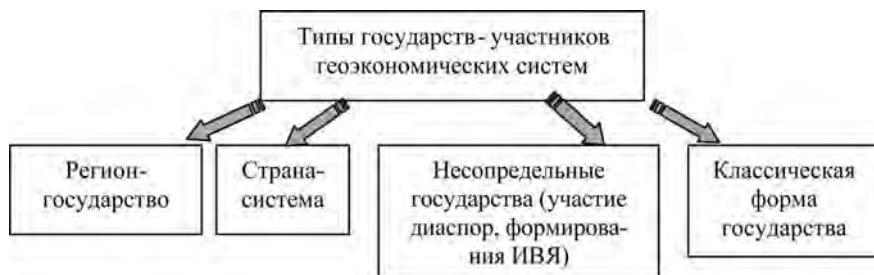 Типы государств- участников
геоэкономических систем
Регион-
государство
Страна-
система
Несопредельные
государства (участие
диаспор, формирова-
ния ИВЯ)
Классическая
форма
государства